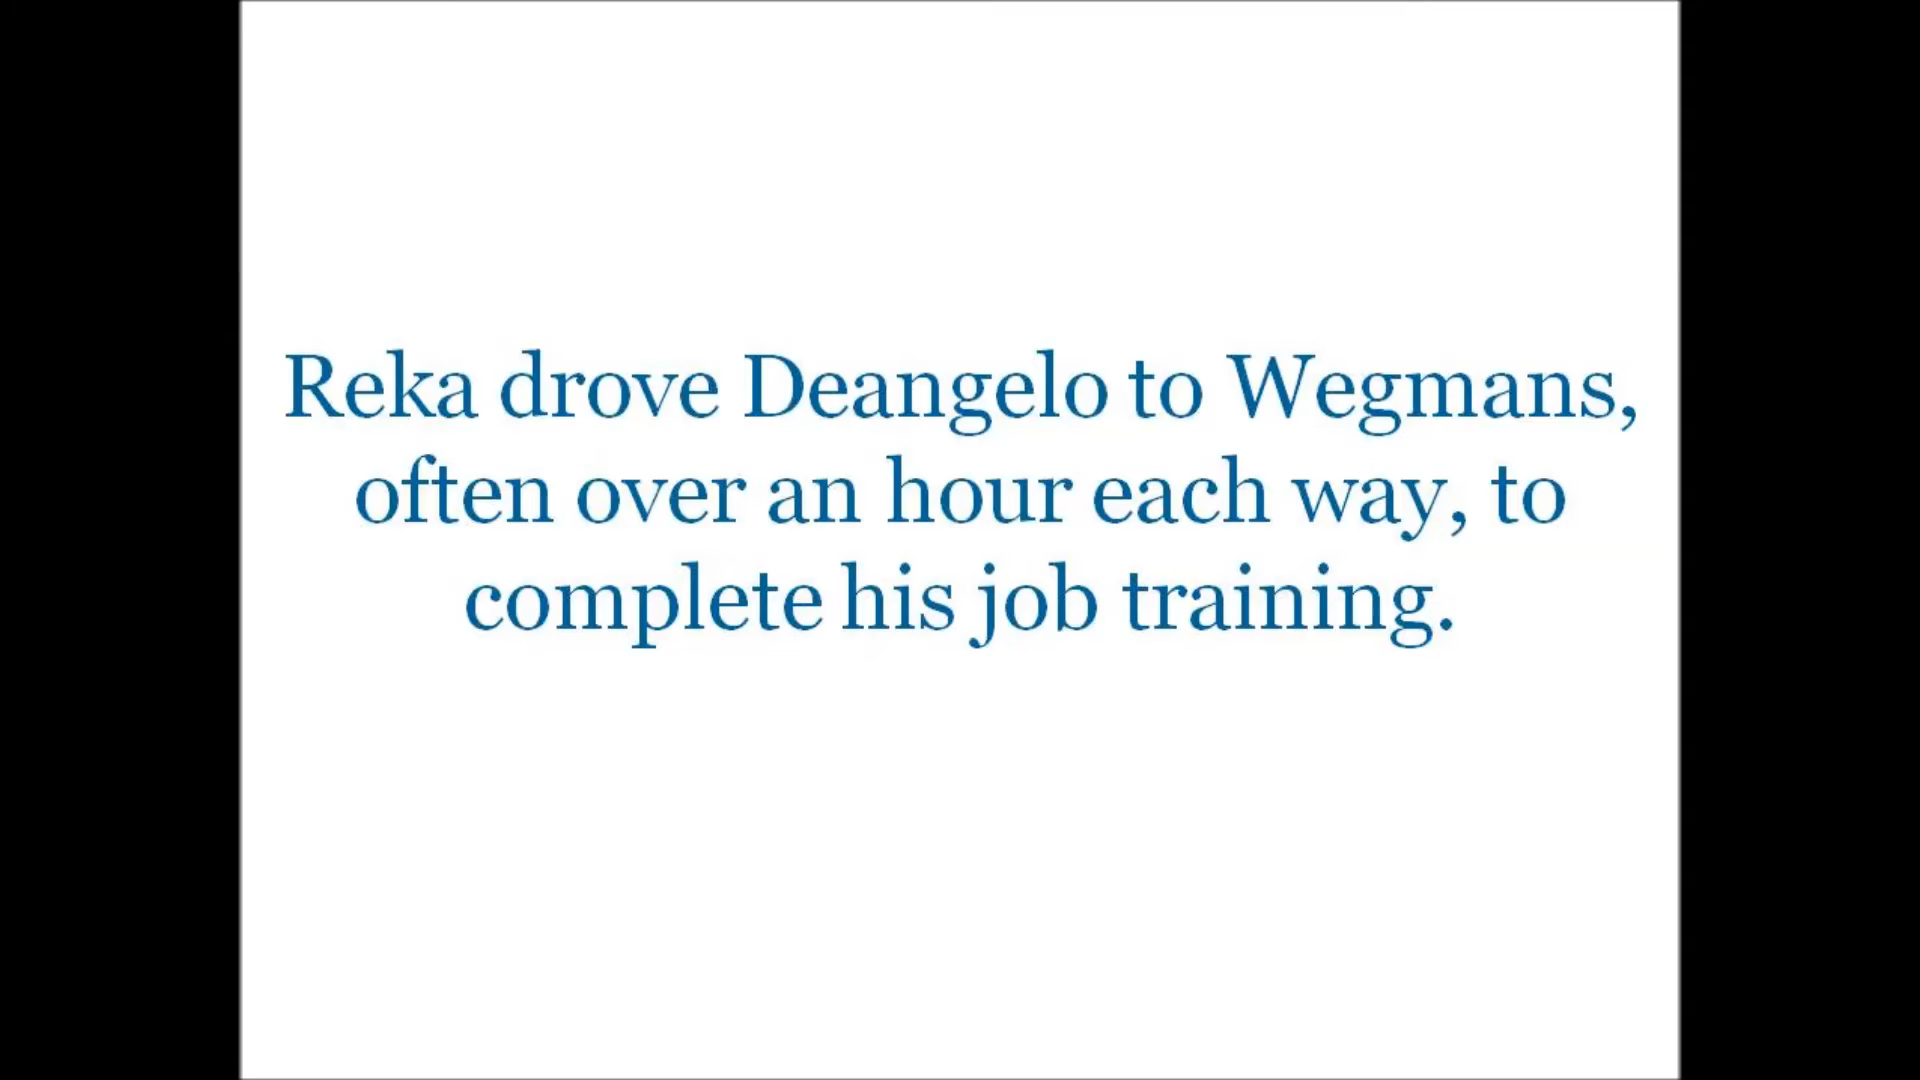 Reka drove Deangelo to Wegmans,
often over an hour each way, to
complete his job training.